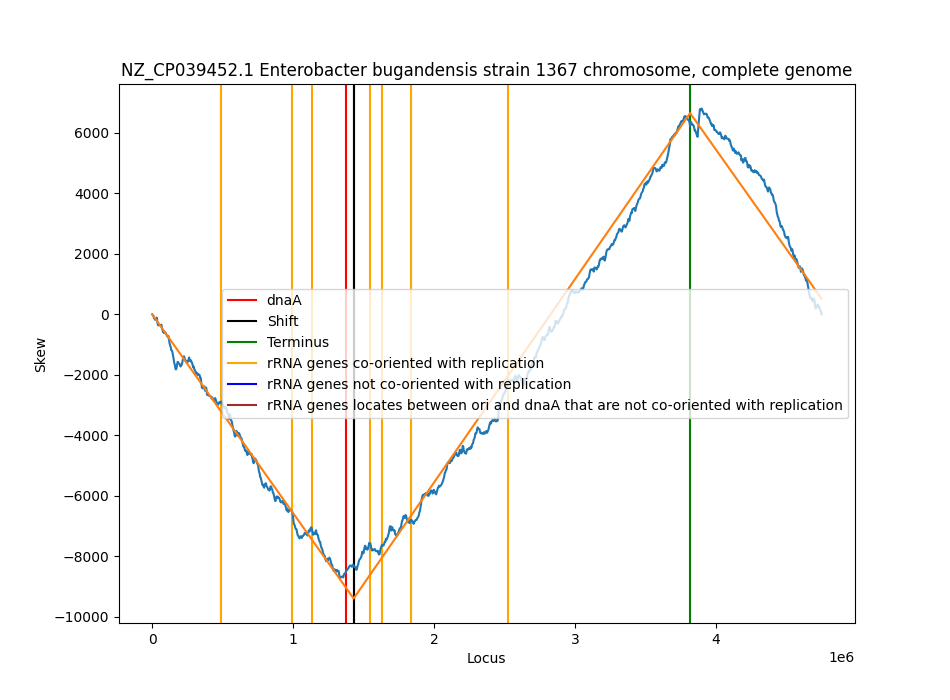 NZ_CP039452.1 Enterobacter bugandensis strain 1367 chromosome, complete genome
6000
4000
2000
0
−2000
−4000
−6000
−8000
−10000
Skew
dnaA
Shift
Terminus
rRNA genes co-oriented with replication
rRNA genes not co-oriented with replication
rRNA genes locates between ori and dnaA that are not co-oriented with replication
0 1 2 3 4
1e6
Locus